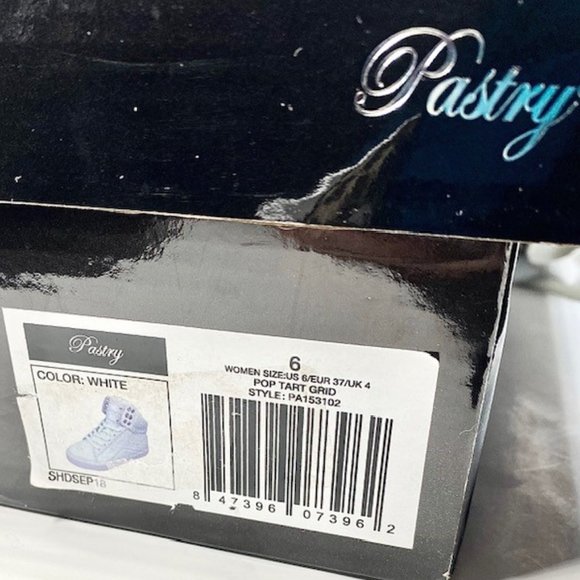 Pastry
Pastry
COLOR: WHITE
SHDSEP18
6
WOMEN SIZE:US 6/EUR 37/UK 4
POP TART GRID
STYLE: PA153102
8 47396 07396 2